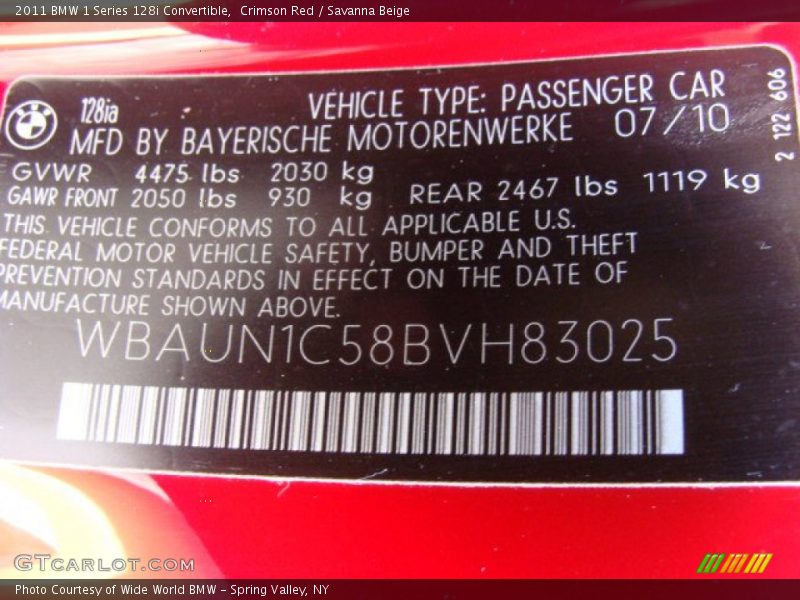 2011 BMW 1 Series 128i Convertible,  Crimson Red / Savanna Beige
BMW
128ia
VEHICLE TYPE: PASSENGER CAR
MFD BY BAYERISCHE MOTORENWERKE 07/10
GVWR 4475 lbs 2030 kg
GAWR FRONT 2050 lbs 930 kg REAR 2467 lbs 1119 kg
THIS VEHICLE CONFORMS TO ALL APPLICABLE U.S.
FEDERAL MOTOR VEHICLE SAFETY, BUMPER AND THEFT
PREVENTION STANDARDS IN EFFECT ON THE DATE OF
MANUFACTURE SHOWN ABOVE.
WBAUN1C58BVH83025
2 122 606
GTCARLOT.COM
Photo Courtesy of Wide World BMW - Spring Valley, NY